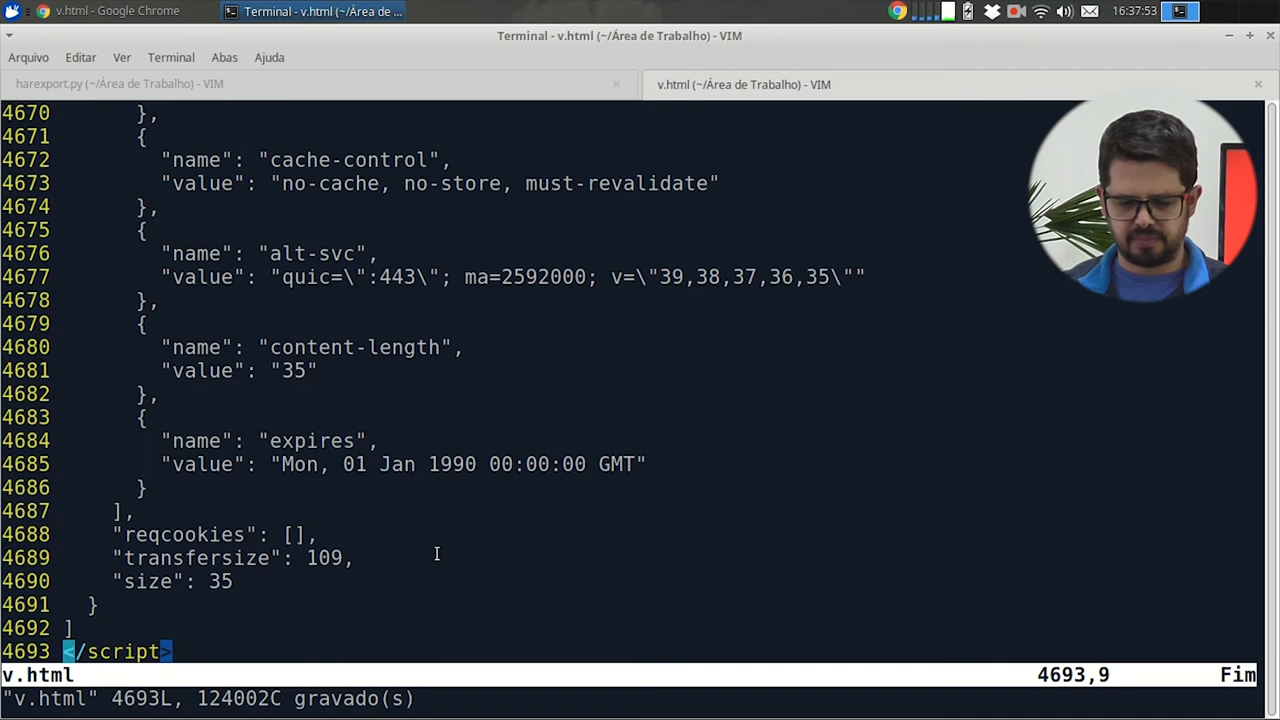 v.html - Google Chrome
Terminal - v.html (~/Área de ...
16:37:53
Terminal - v.html (~/Área de Trabalho) - VIM
Arquivo Editar Ver Terminal Abas Ajuda
harexport.py (~/Área de Trabalho) - VIM
v.html (~/Área de Trabalho) - VIM
4670 },
4671 {
4672 "name": "cache-control",
4673 "value": "no-cache, no-store, must-revalidate"
4674 },
4675 {
4676 "name": "alt-svc",
4677 "value": "quic=\":443\"; ma=2592000; v=\"39,38,37,36,35\""
4678 },
4679 {
4680 "name": "content-length",
4681 "value": "35"
4682 },
4683 {
4684 "name": "expires",
4685 "value": "Mon, 01 Jan 1990 00:00:00 GMT"
4686 }
4687 ],
4688 "reqcookies": [],
4689 "transfersize": 109,
4690 "size": 35
4691 }
4692 ]
4693 </script>
v.html 4693,9 Fim
"v.html" 4693L, 124002C gravado(s)